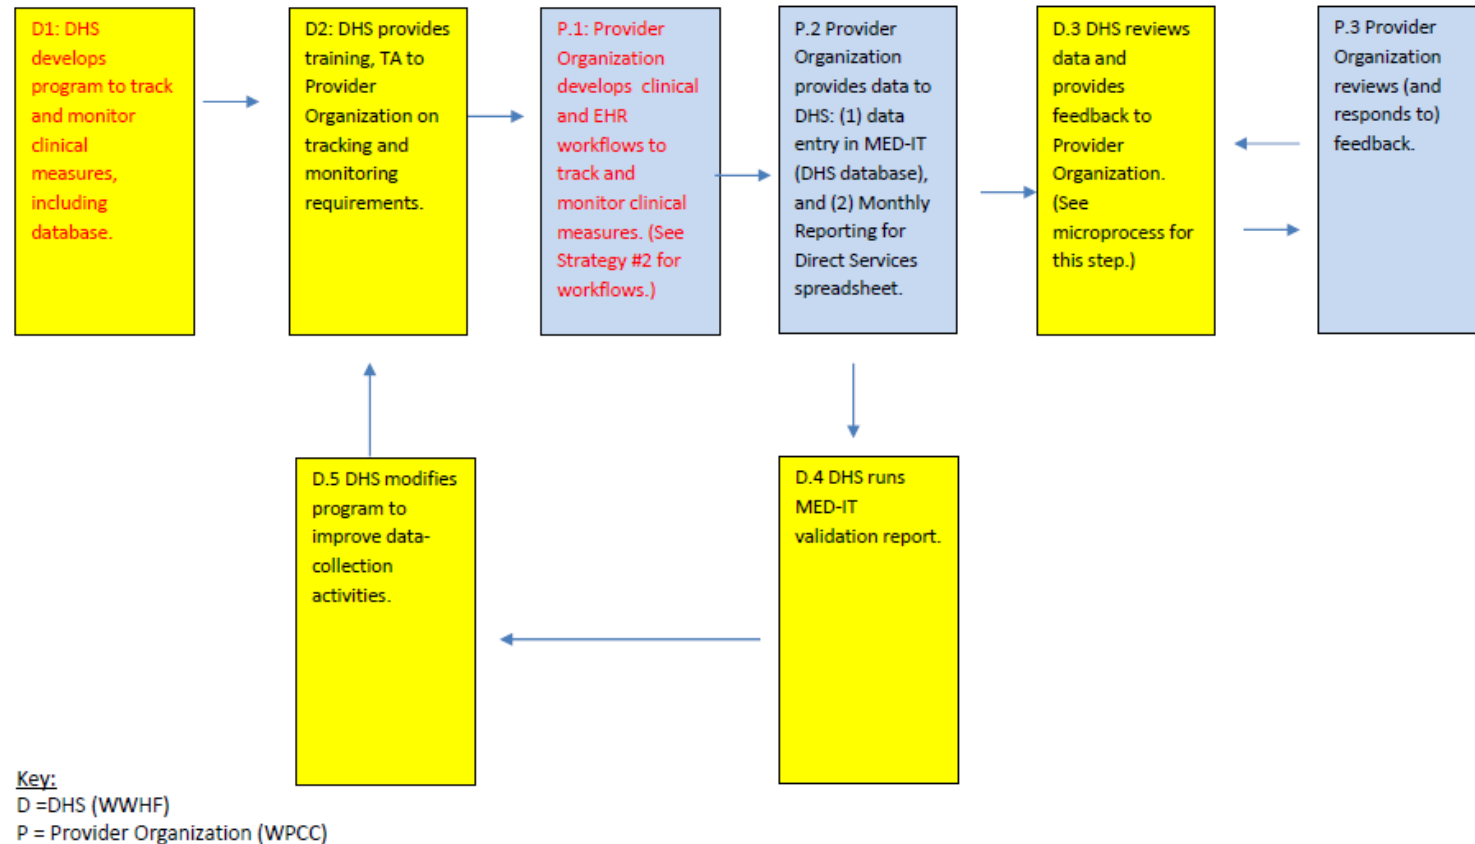 D1: DHS
develops
program to track
and monitor
clinical
measures,
including
database.
D2: DHS provides
training, TA to
Provider
Organization on
tracking and
monitoring
requirements.
P.1: Provider
Organization
develops clinical
and EHR
workflows to
track and
monitor clinical
measures. (See
Strategy #2 for
workflows.)
P.2 Provider
Organization
provides data to
DHS: (1) data
entry in MED-IT
(DHS database),
and (2) Monthly
Reporting for
Direct Services
spreadsheet.
D.3 DHS reviews
data and
provides
feedback to
Provider
Organization.
(See
microprocess for
this step.)
P.3 Provider
Organization
reviews (and
responds to)
feedback.
D.5 DHS modifies
program to
improve data-
collection
activities.
D.4 DHS runs
MED-IT
validation report.
Key:
D =DHS (WWHF)
P = Provider Organization (WPCC)